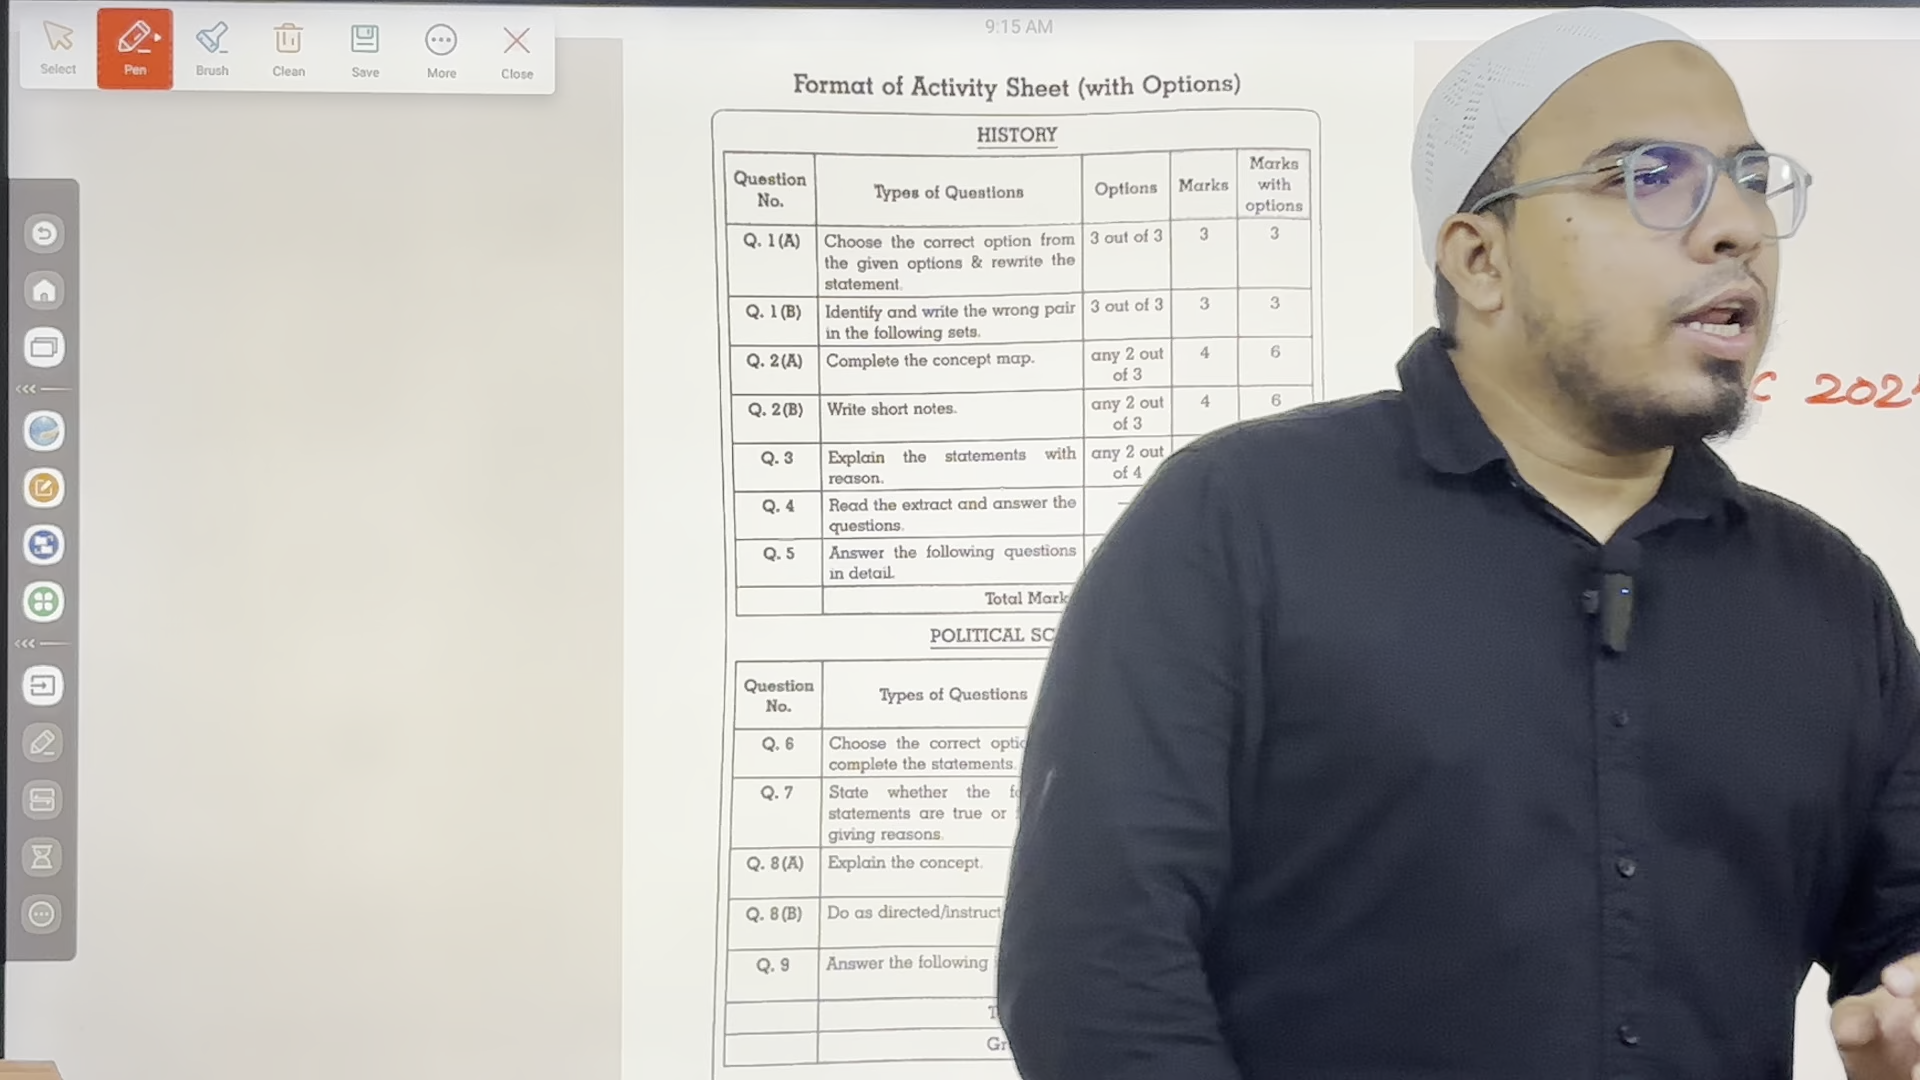 9:15 AM
Select
Pen
Brush
Clean
Save
More
Close
Format of Activity Sheet (with Options)
HISTORY
Question No. Types of Questions Options Marks Marks with options
Q. 1(A) Choose the correct option from 3 out of 3 3 3
the given options & rewrite the
statement.
Q. 1(B) Identify and write the wrong pair 3 out of 3 3 3
in the following sets.
Q. 2(A) Complete the concept map. any 2 out 4 6
of 3
Q. 2(B) Write short notes. any 2 out 4 6
of 3
Q. 3 Explain the statements with any 2 out
reason. of 4
Q. 4 Read the extract and answer the
questions.
Q. 5 Answer the following questions
in detail.
Total Mark
POLITICAL SC
Question No. Types of Questions
Q. 6 Choose the correct
complete the statements.
Q. 7 State whether the
statements are true or
giving reasons.
Q. 8(A) Explain the concept.
Q. 8(B) Do as directed/instruct
Q. 9 Answer the following
C 202